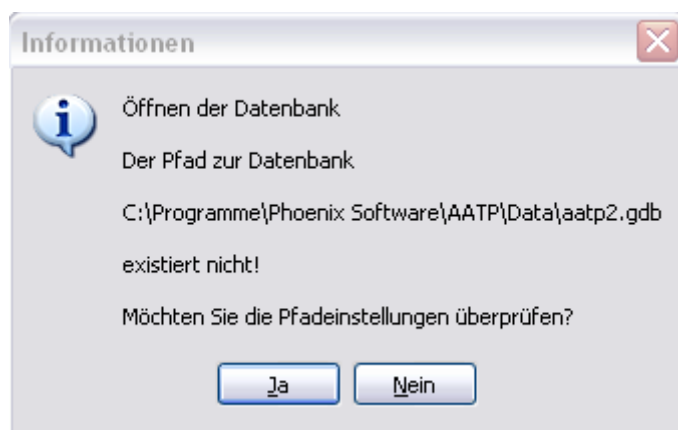 Informationen
Öffnen der Datenbank
Der Pfad zur Datenbank
C:\Programme\Phoenix Software\AATP\Data\aatp2.gdb
existiert nicht!
Möchten Sie die Pfadeinstellungen überprüfen?
Ja
Nein